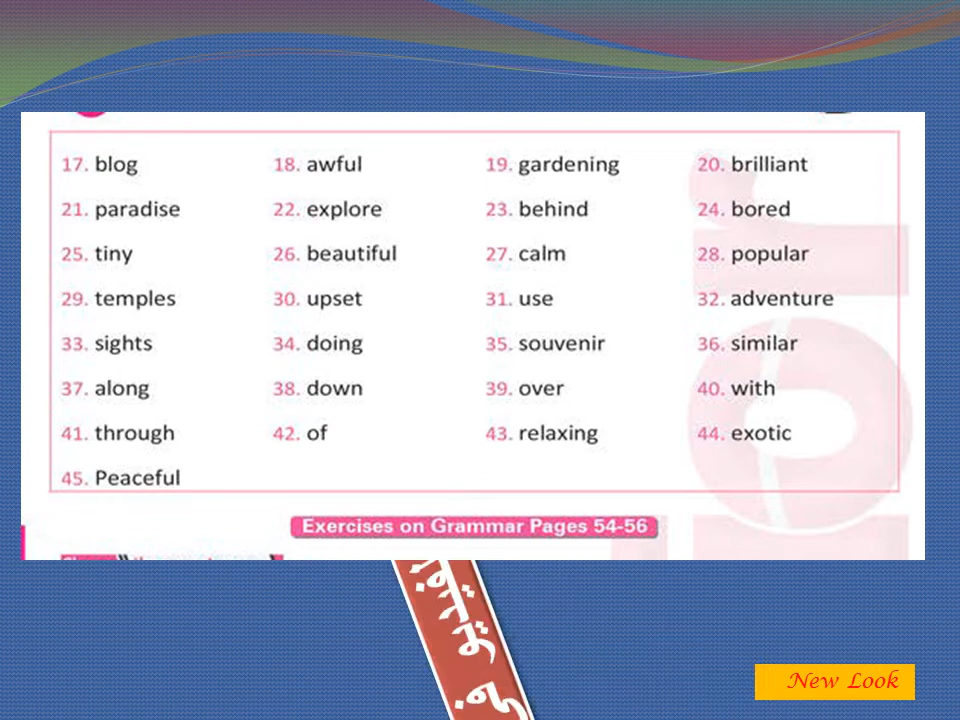 17. blog 18. awful 19. gardening 20. brilliant
21. paradise 22. explore 23. behind 24. bored
25. tiny 26. beautiful 27. calm 28. popular
29. temples 30. upset 31. use 32. adventure
33. sights 34. doing 35. souvenir 36. similar
37. along 38. down 39. over 40. with
41. through 42. of 43. relaxing 44. exotic
45. Peaceful
Exercises on Grammar Pages 54-56
New Look